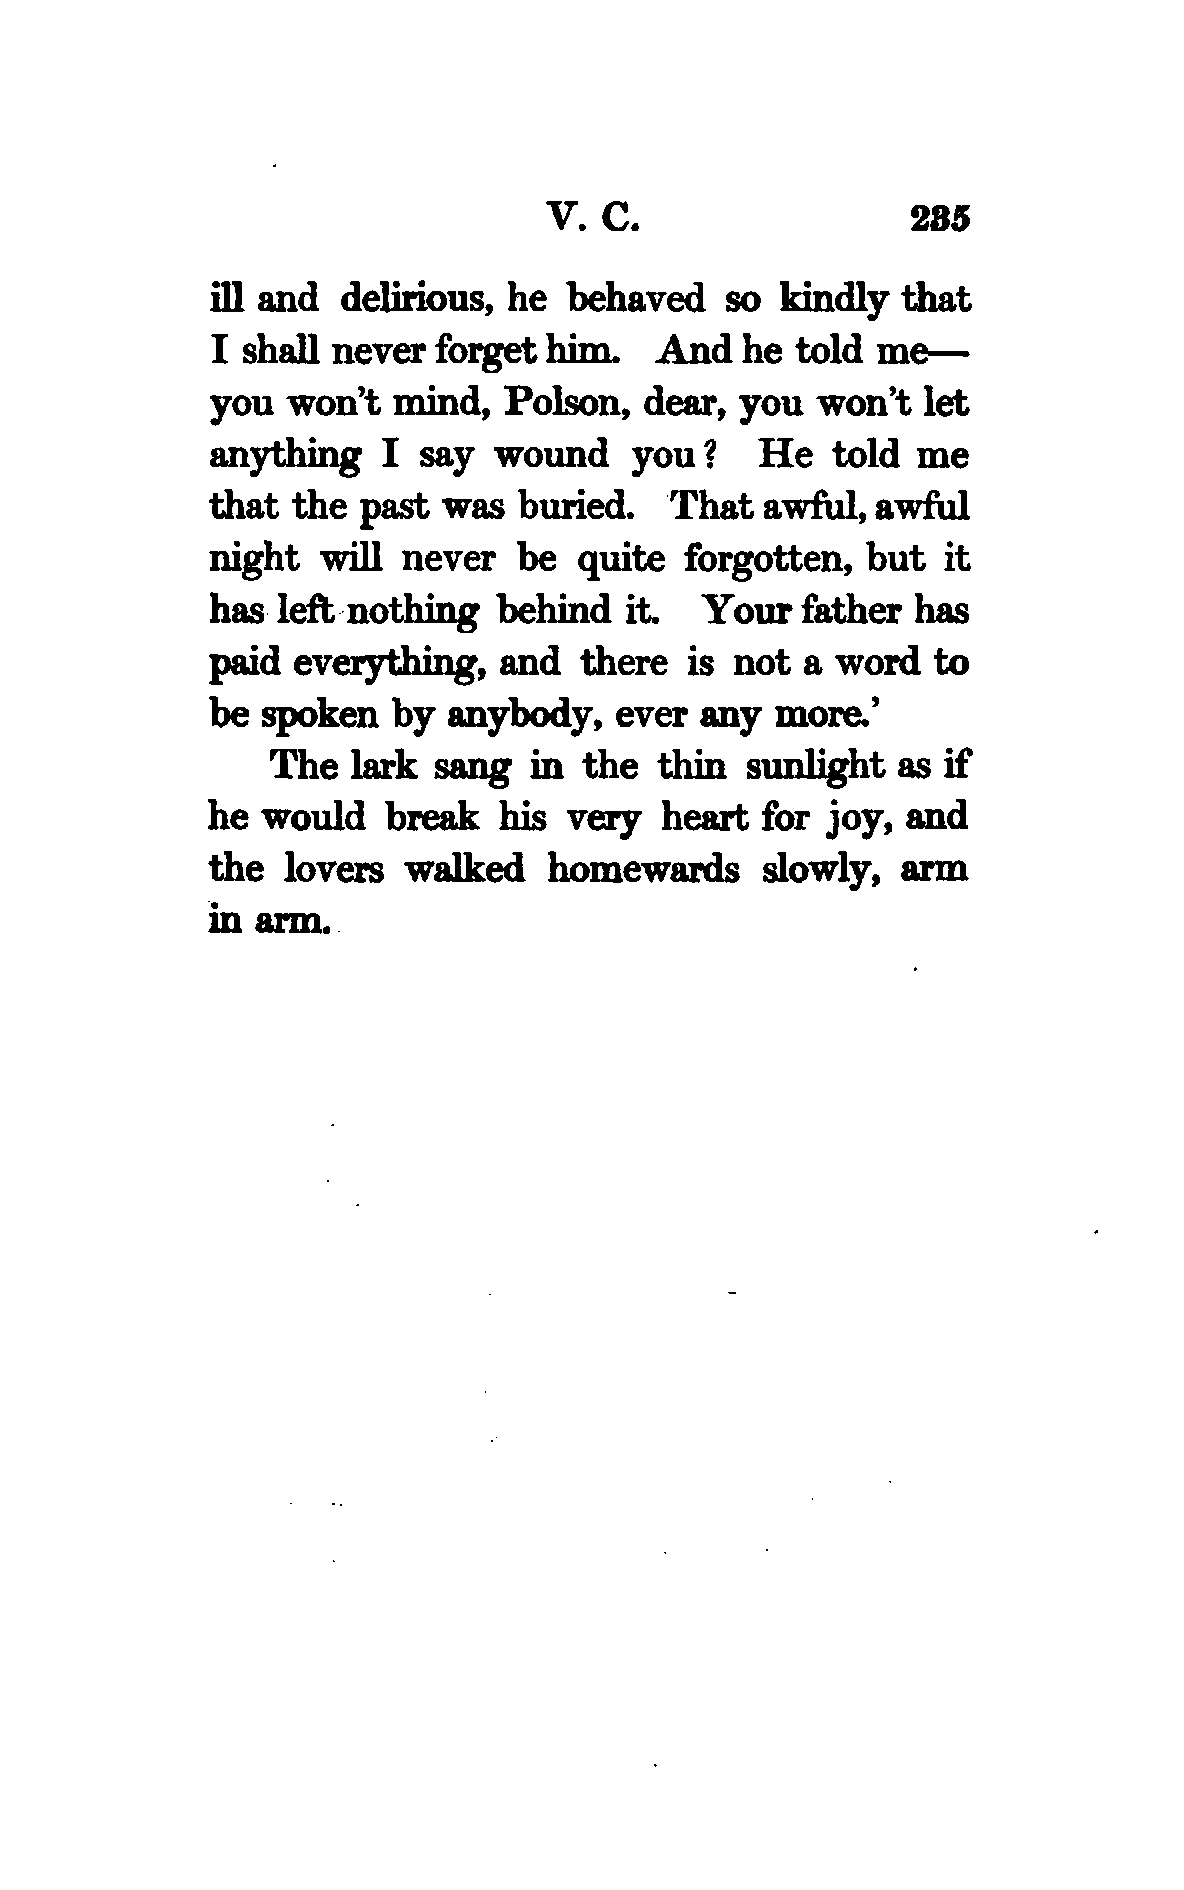 V. C. 235
ill and delirious, he behaved so kindly that
I shall never forget him. And he told me—
you won't mind, Polson, dear, you won't let
anything I say wound you? He told me
that the past was buried. That awful, awful
night will never be quite forgotten, but it
has left nothing behind it. Your father has
paid everything, and there is not a word to
be spoken by anybody, ever any more.'
The lark sang in the thin sunlight as if
he would break his very heart for joy, and
the lovers walked homewards slowly, arm
in arm.